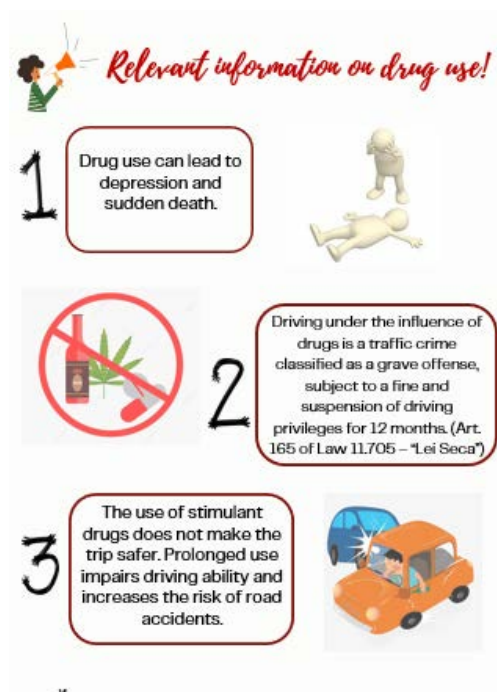 Relevant information on drug use!
1
Drug use can lead to
depression and
sudden death.
2
Driving under the influence of
drugs is a traffic crime
classified as a grave offense,
subject to a fine and
suspension of driving
privileges for 12 months. (Art.
165 of Law 11.705 – "Lei Seca")
3
The use of stimulant
drugs does not make the
trip safer. Prolonged use
impairs driving ability and
increases the risk of road
accidents.